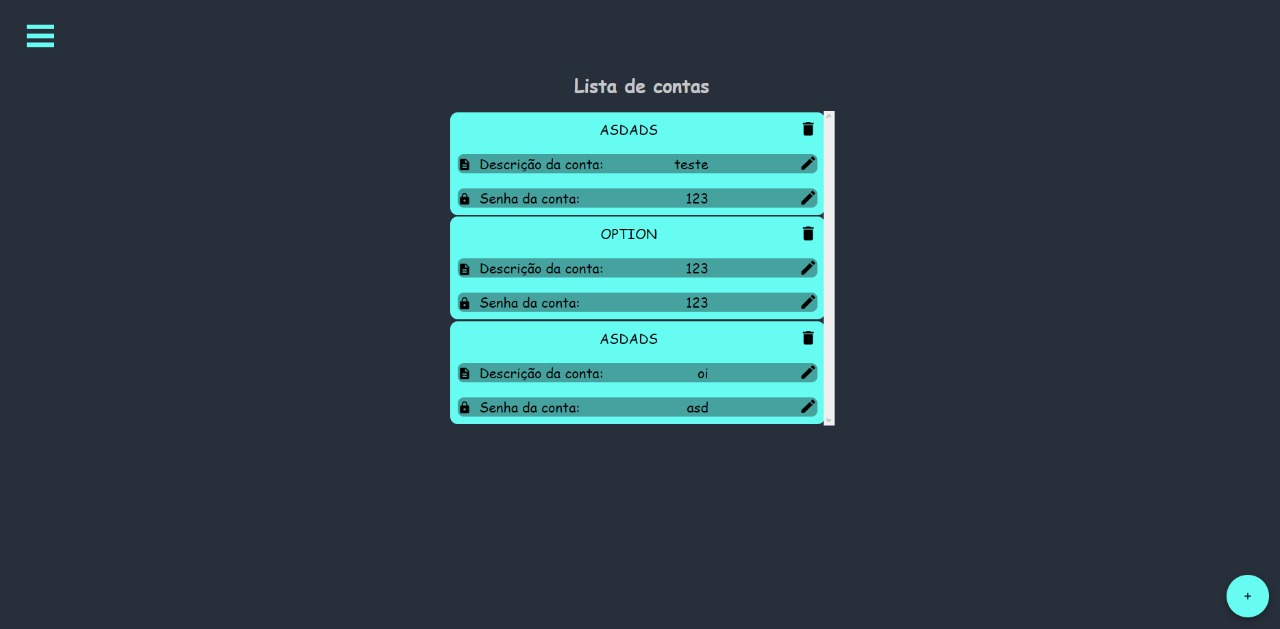 Lista de contas
ASDADS
Descrição da conta: teste
Senha da conta: 123
OPTION
Descrição da conta: 123
Senha da conta: 123
ASDADS
Descrição da conta: oi
Senha da conta: asd
+